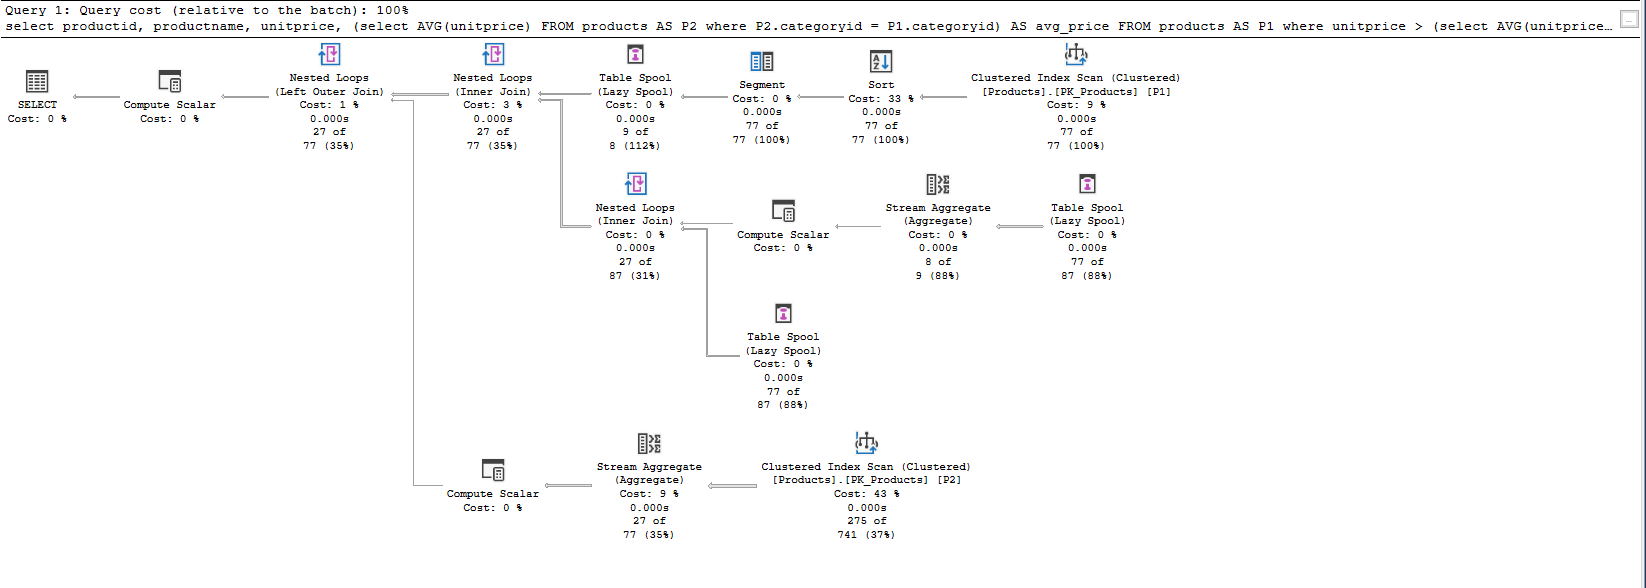 Query 1: Query cost (relative to the batch): 100%
select productid, productname, unitprice, (select AVG(unitprice) FROM products AS P2 where P2.categoryid = P1.categoryid) AS avg_price FROM products AS P1 where unitprice > (select AVG(unitprice…
...
SELECT
Cost: 0 %
Compute Scalar
Cost: 0 %
Nested Loops
(Left Outer Join)
Cost: 1 %
0.000s
27 of
77 (35%)
Nested Loops
(Inner Join)
Cost: 3 %
0.000s
27 of
77 (35%)
Table Spool
(Lazy Spool)
Cost: 0 %
0.000s
9 of
8 (112%)
Segment
Cost: 0 %
0.000s
77 of
77 (100%)
Sort
Cost: 33 %
0.000s
77 of
77 (100%)
Clustered Index Scan (Clustered)
[Products].[PK_Products] [P1]
Cost: 9 %
0.000s
77 of
77 (100%)
Nested Loops
(Inner Join)
Cost: 0 %
0.000s
27 of
87 (31%)
Compute Scalar
Cost: 0 %
Stream Aggregate
(Aggregate)
Cost: 0 %
0.000s
8 of
9 (88%)
Table Spool
(Lazy Spool)
Cost: 0 %
0.000s
77 of
87 (88%)
Table Spool
(Lazy Spool)
Cost: 0 %
0.000s
77 of
87 (88%)
Compute Scalar
Cost: 0 %
Stream Aggregate
(Aggregate)
Cost: 9 %
0.000s
27 of
77 (35%)
Clustered Index Scan (Clustered)
[Products].[PK_Products] [P2]
Cost: 43 %
0.000s
275 of
741 (37%)